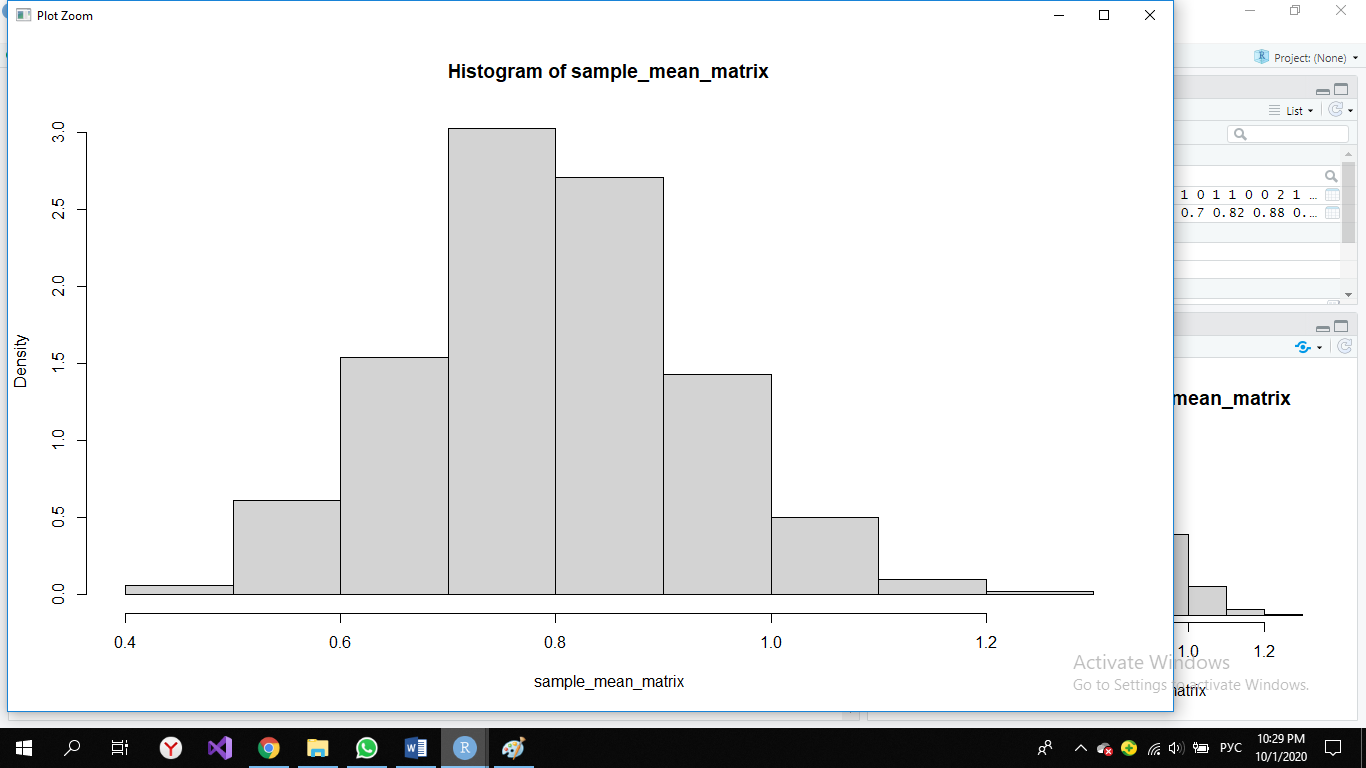 Plot Zoom
Histogram of sample_mean_matrix
Density
0.0 0.5 1.0 1.5 2.0 2.5 3.0
0.4 0.6 0.8 1.0 1.2
sample_mean_matrix
Project: (None)
List
1 0 1 1 0 0 2 1 …
0.7 0.82 0.88 0.…
mean_matrix
1.0 1.2
matrix
Activate Windows
Go to Settings to activate Windows.
РУС
10:29 PM
10/1/2020